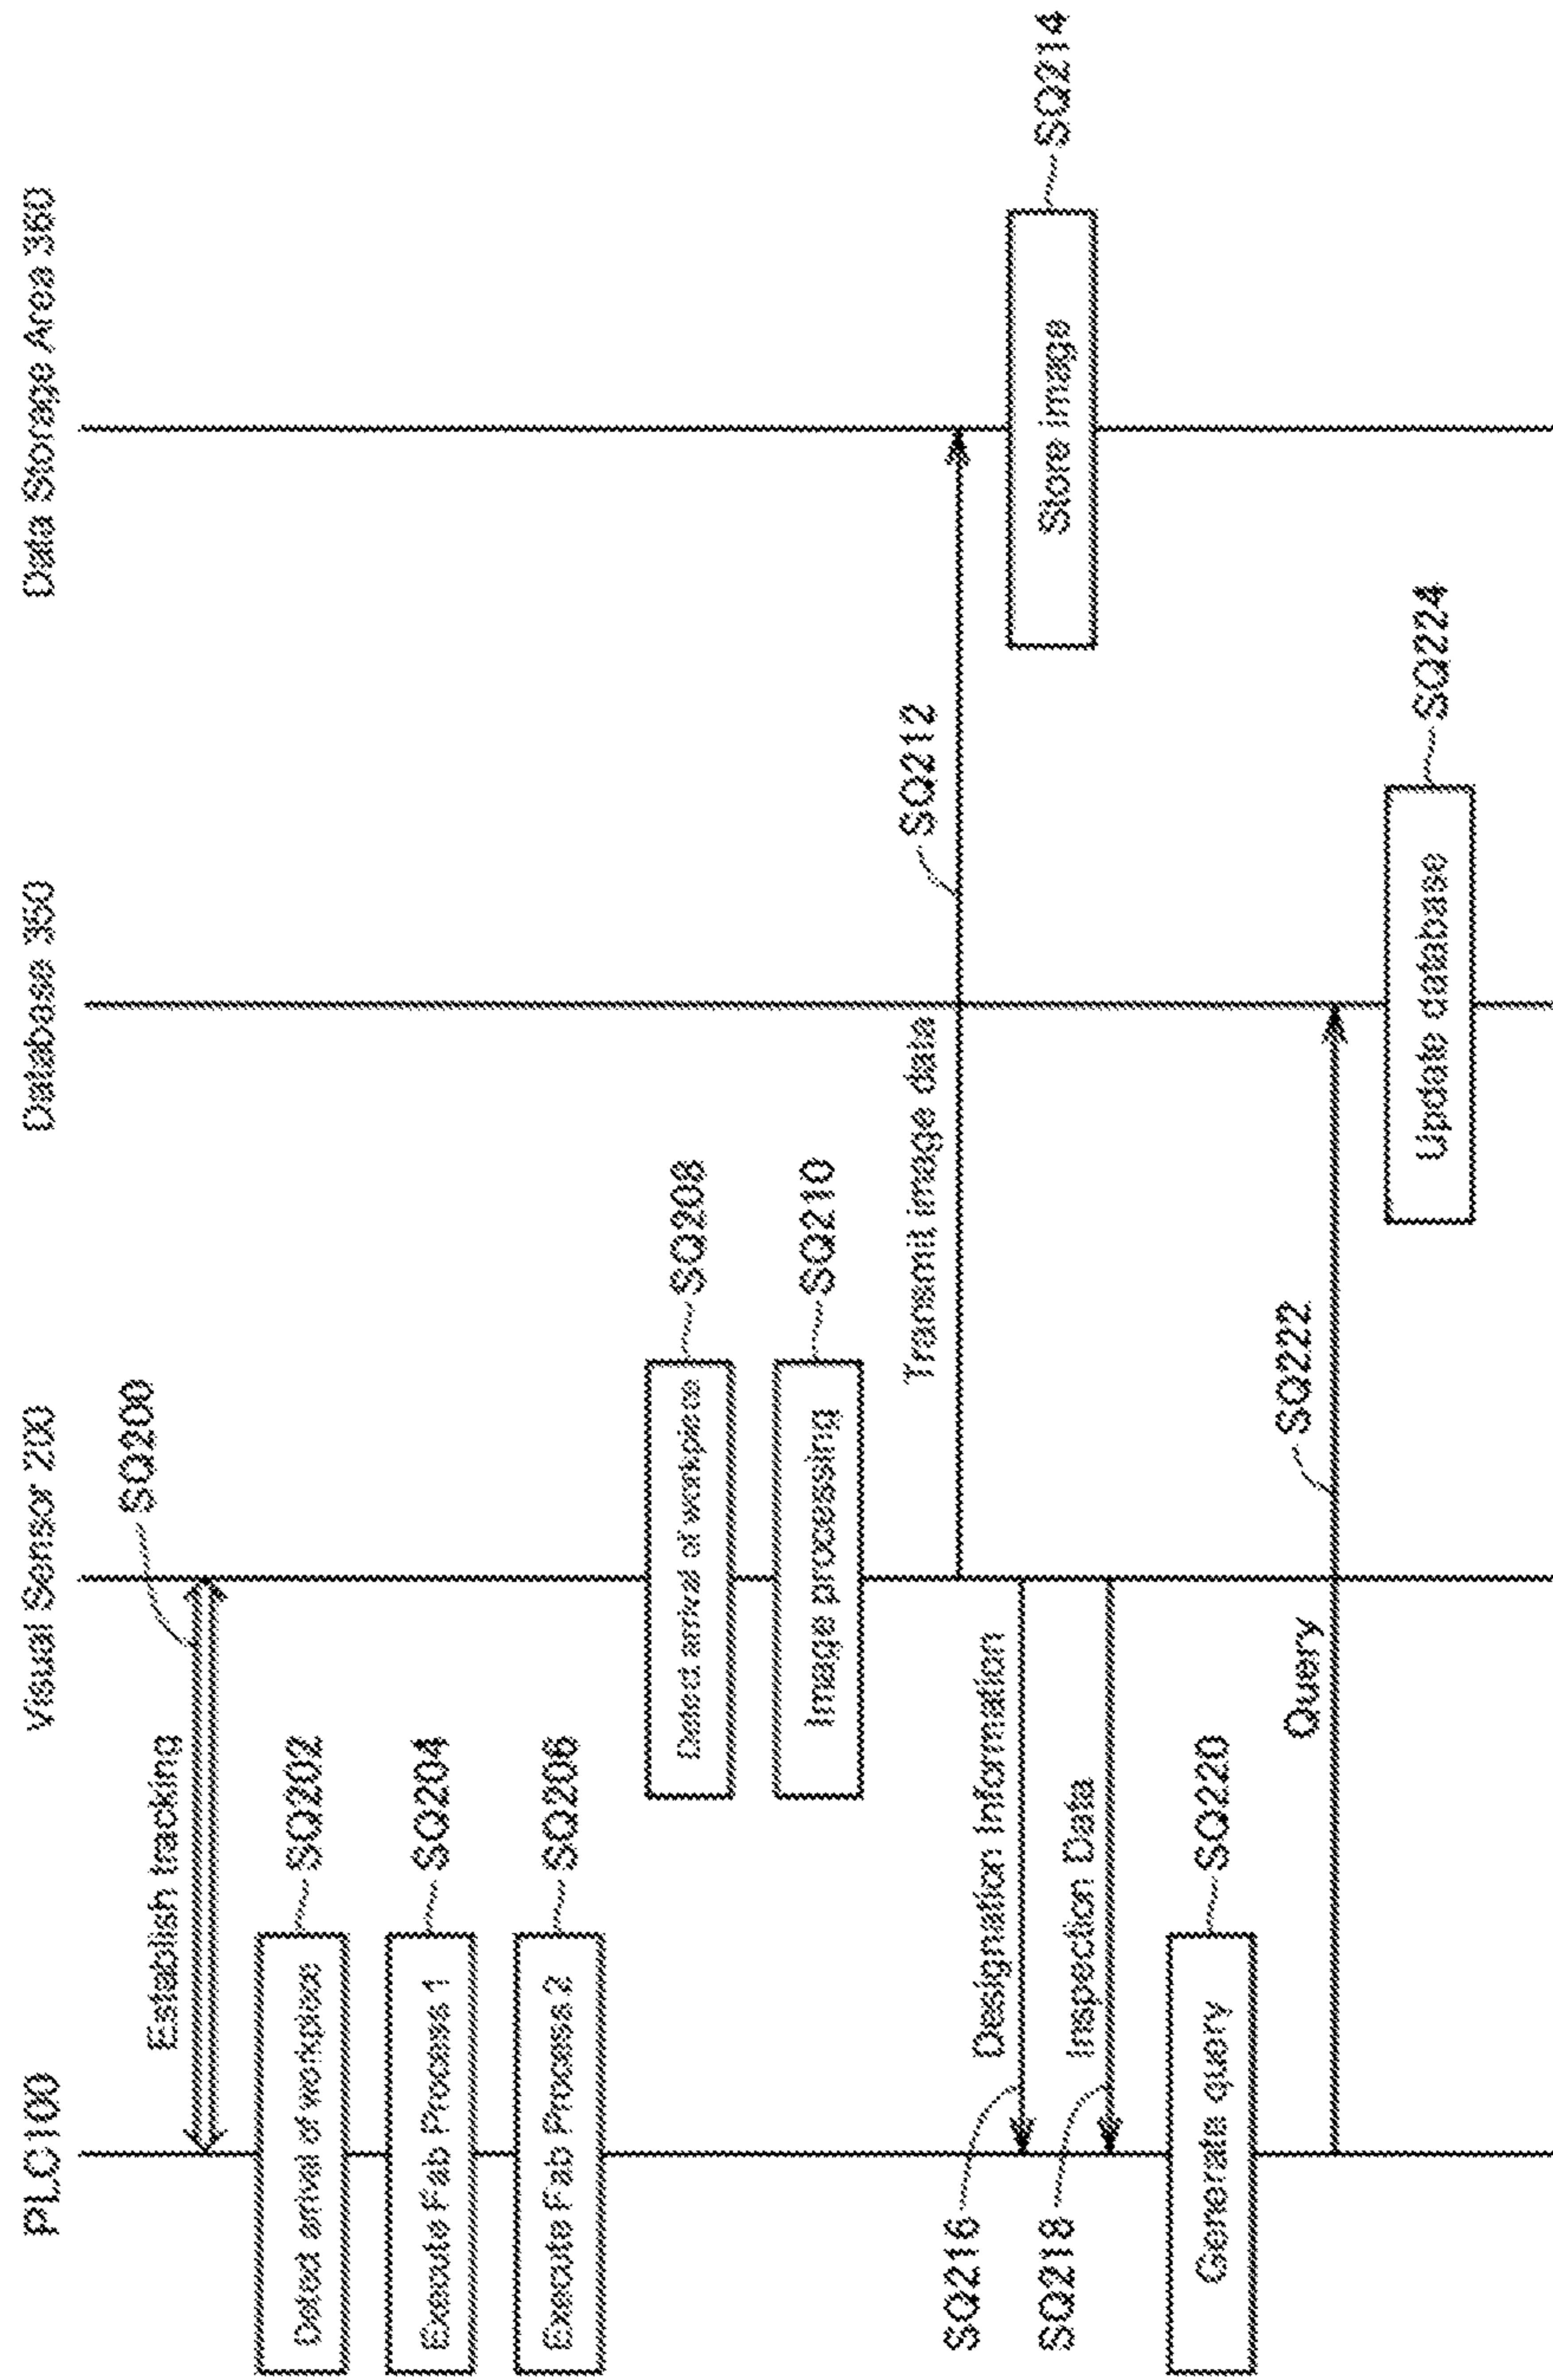 PLC100
Visual Sensor 200
Database 350
Data Storage Area 360
Establish tracking
SQ200
Detect arrival of workpiece
SQ202
Execute Fab Process 1
SQ204
Execute Fab Process 2
SQ206
Detect arrival of workpiece
SQ208
Image processing
SQ210
Transmit image data
SQ212
Store image
SQ214
Designation Information
SQ216
Inspection Data
SQ218
Generate query
SQ220
Query
SQ222
Update database
SQ224